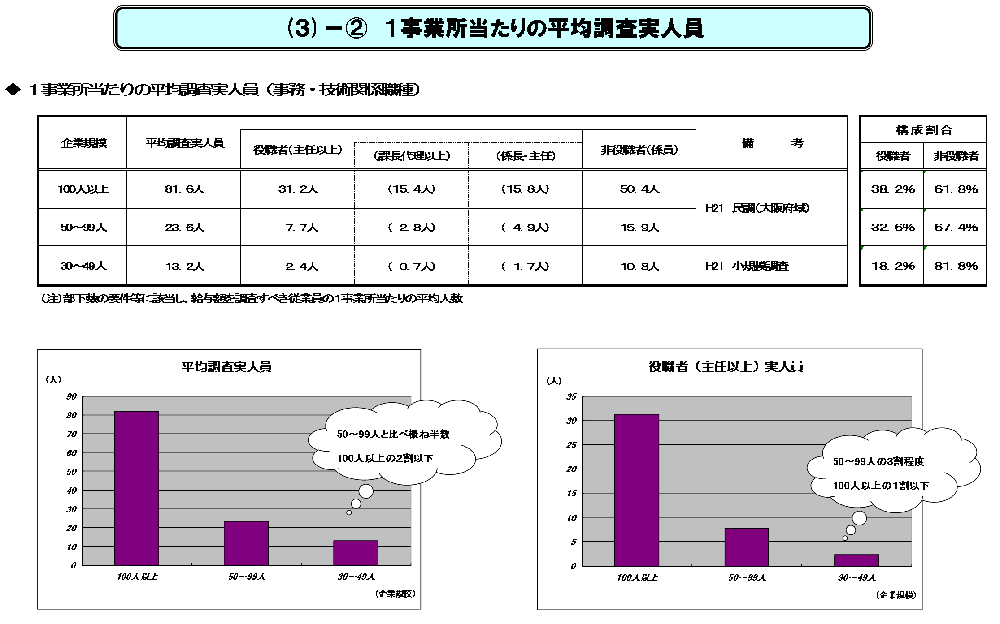 (3)－②　１事業所当たりの平均調査実人員
◆ １事業所当たりの平均調査実人員（事務・技術関係職種）
企業規模 平均調査実人員 役職者(主任以上) (課長代理以上) (係長・主任) 非役職者(係員) 備　考 構成割合
役職者 非役職者
100人以上 81．6人 31．2人 (15．4人) (15．8人) 50．4人 H21　民調(大阪府域) 38．2% 61．8%
50～99人 23．6人 7．7人 (　2．8人) (　4．9人) 15．9人 32．6% 67．4%
30～49人 13．2人 2．4人 (　0．7人) (　1．7人) 10．8人 H21　小規模調査 18．2% 81．8%
(注)部下数の要件等に該当し、給与額を調査すべき従業員の１事業所当たりの平均人数
平均調査実人員
(人)
90
80
70
60
50
40
30
20
10
0
50～99人と比べ概ね半数
100人以上の２割以下
100人以上 50～99人 30～49人
(企業規模)
役職者（主任以上）実人員
(人)
35
30
25
20
15
10
5
0
50～99人の３割程度
100人以上の１割以下
100人以上 50～99人 30～49人
(企業規模)